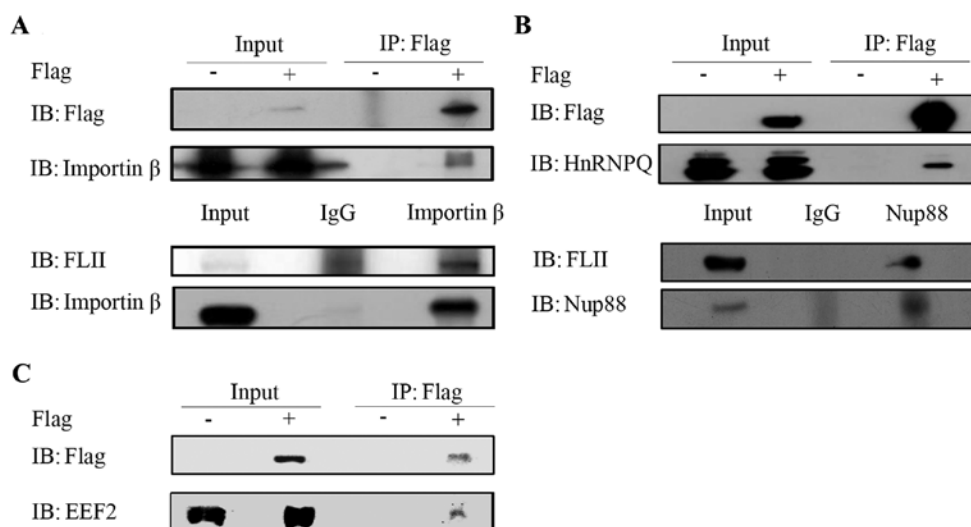 A
Input IP: Flag
Flag - + - +
IB: Flag
IB: Importin β
Input IgG Importin β
IB: FLII
IB: Importin β
B
Input IP: Flag
Flag - + - +
IB: Flag
IB: HnRNPQ
Input IgG Nup88
IB: FLII
IB: Nup88
C
Input IP: Flag
Flag - + - +
IB: Flag
IB: EEF2